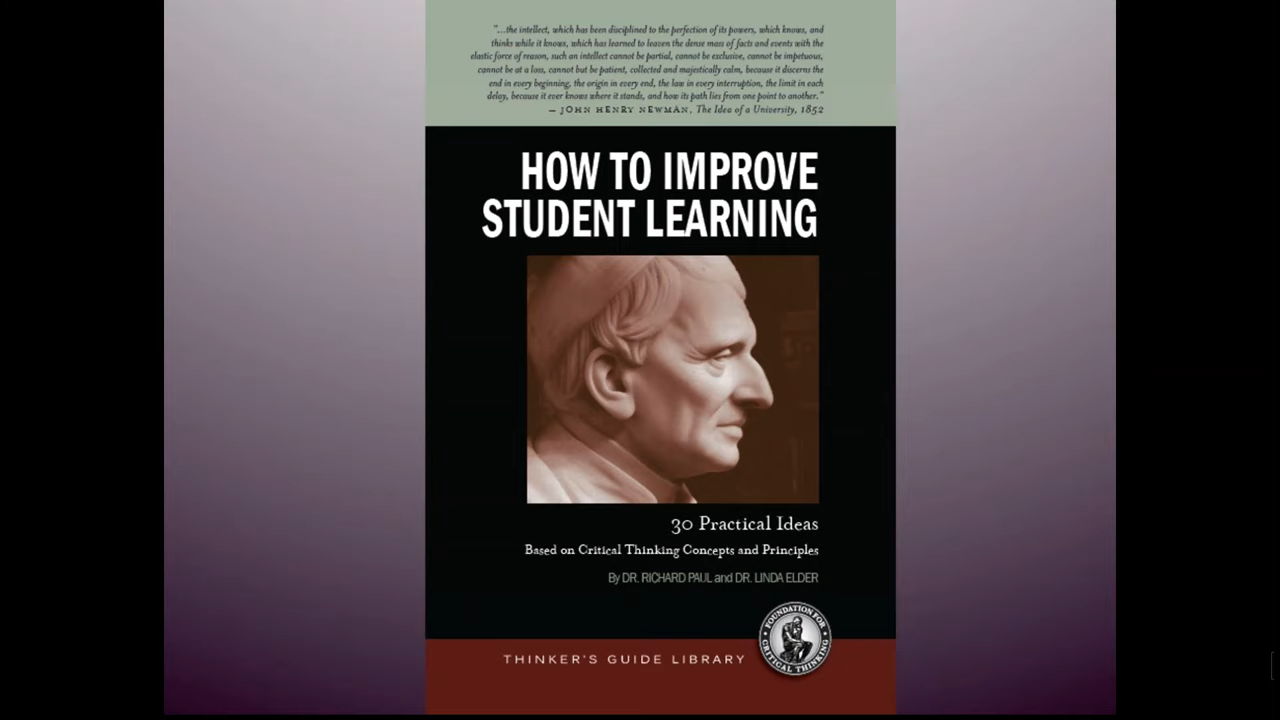 "...the intellect, which has been disciplined to the perfection of its powers, which knows, and
thinks while it knows, which has learned to leaven the dense mass of facts and events with the
elastic force of reason, such an intellect cannot be partial, cannot be exclusive, cannot be impetuous,
cannot be at a loss, cannot but be patient, collected and majestically calm, because it discerns the
end in every beginning, the origin in every end, the law in every interruption, the limit in each
delay, because it ever knows where it stands, and how its path lies from one point to another."
— JOHN HENRY NEWMAN, The Idea of a University, 1852
HOW TO IMPROVE
STUDENT LEARNING
30 Practical Ideas
Based on Critical Thinking Concepts and Principles
By DR. RICHARD PAUL and DR. LINDA ELDER
THINKER'S GUIDE LIBRARY
FOUNDATION FOR
CRITICAL THINKING